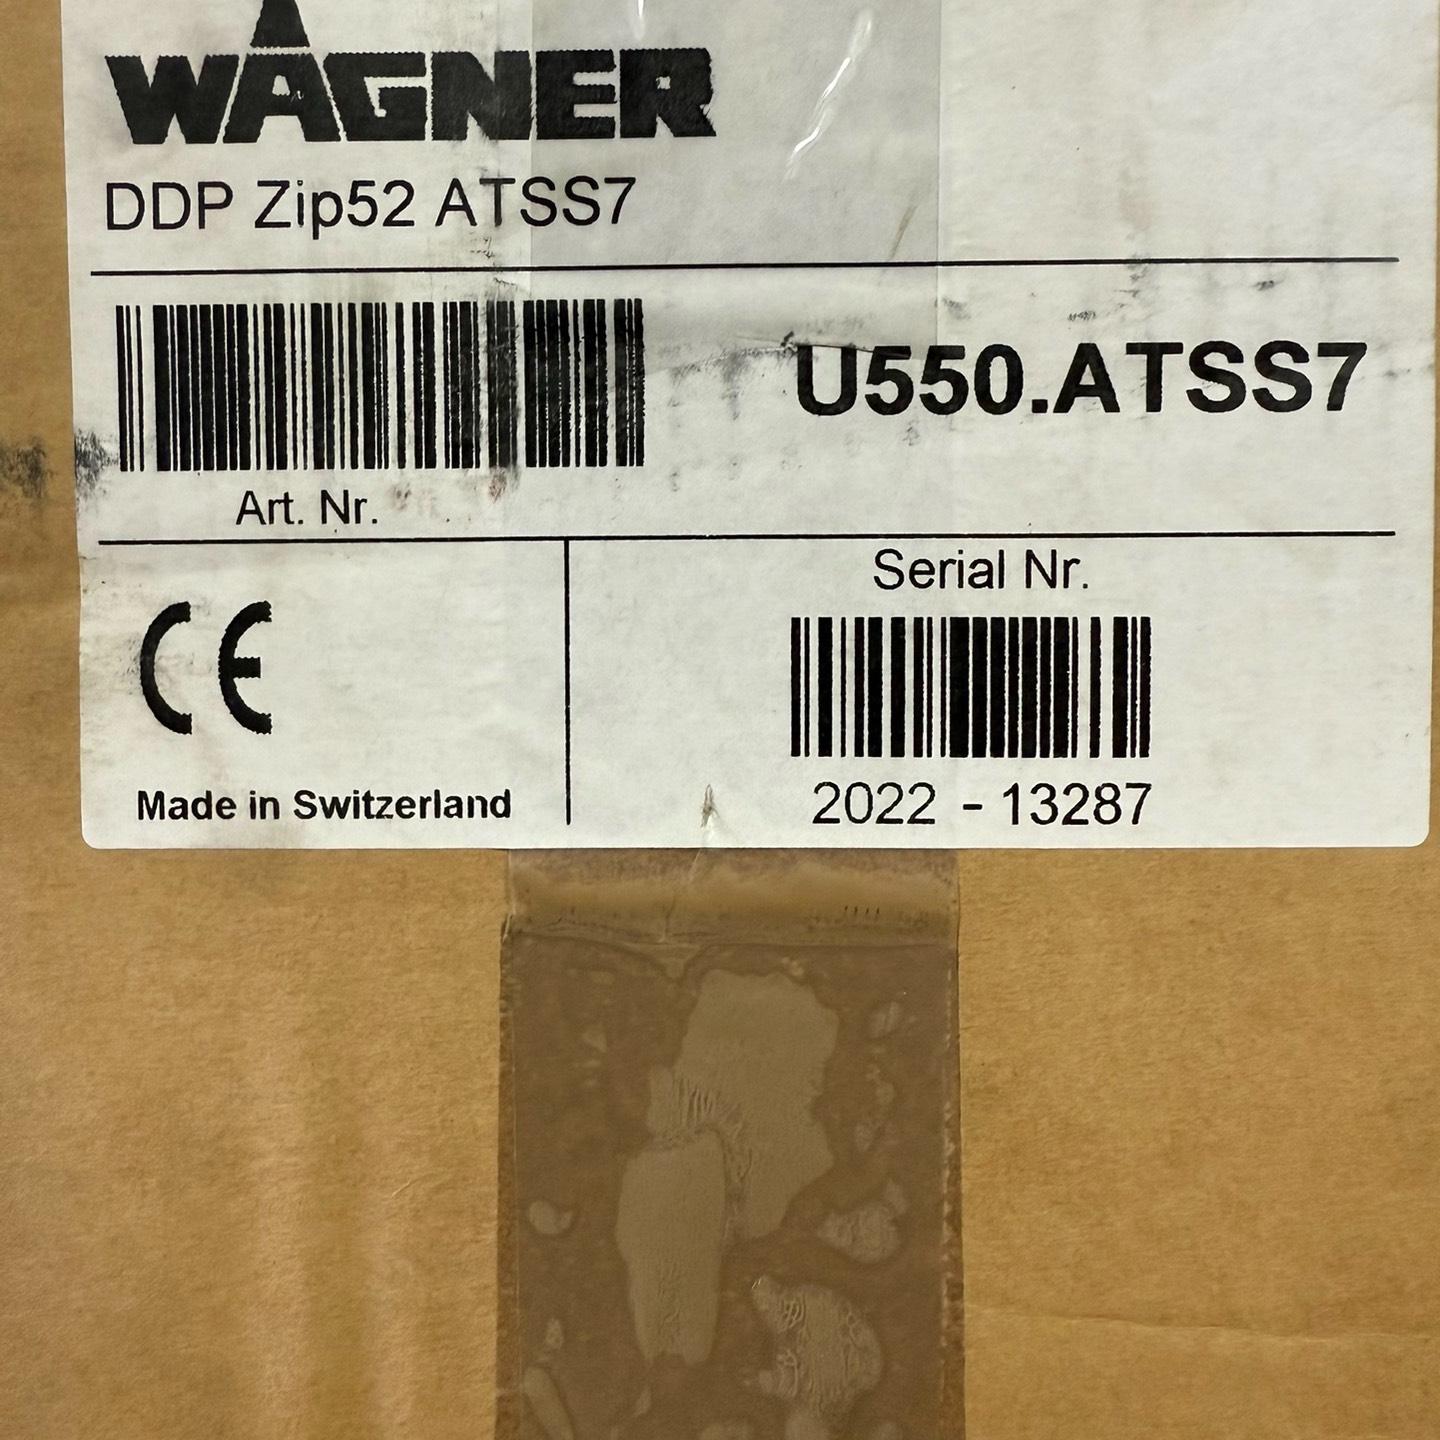 WAGNER
DDP Zip52 ATSS7
U550.ATSS7
Art. Nr.
Serial Nr.
CE
Made in Switzerland
2022 - 13287